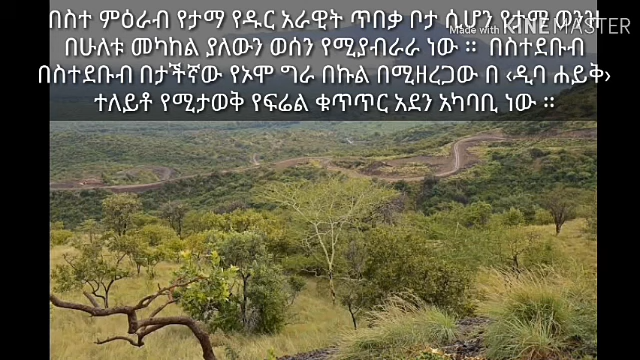 በስተ ምዕራብ የታማ የዱር አራዊት ጥበቃ ቦታ ሲሆን የታማ ወንዝ
በሁለቱ መካከል ያለውን ወሰን የሚያብራራ ነው ። በስተደቡብ
በስተደቡብ በታችኛው የኦሞ ግራ በኩል በሚዘረጋው በ ‹ዲባ ሐይቅ›
ተለይቶ የሚታወቅ የፍሬል ቁጥጥር አደን አካባቢ ነው ።
Made with KINEMASTER